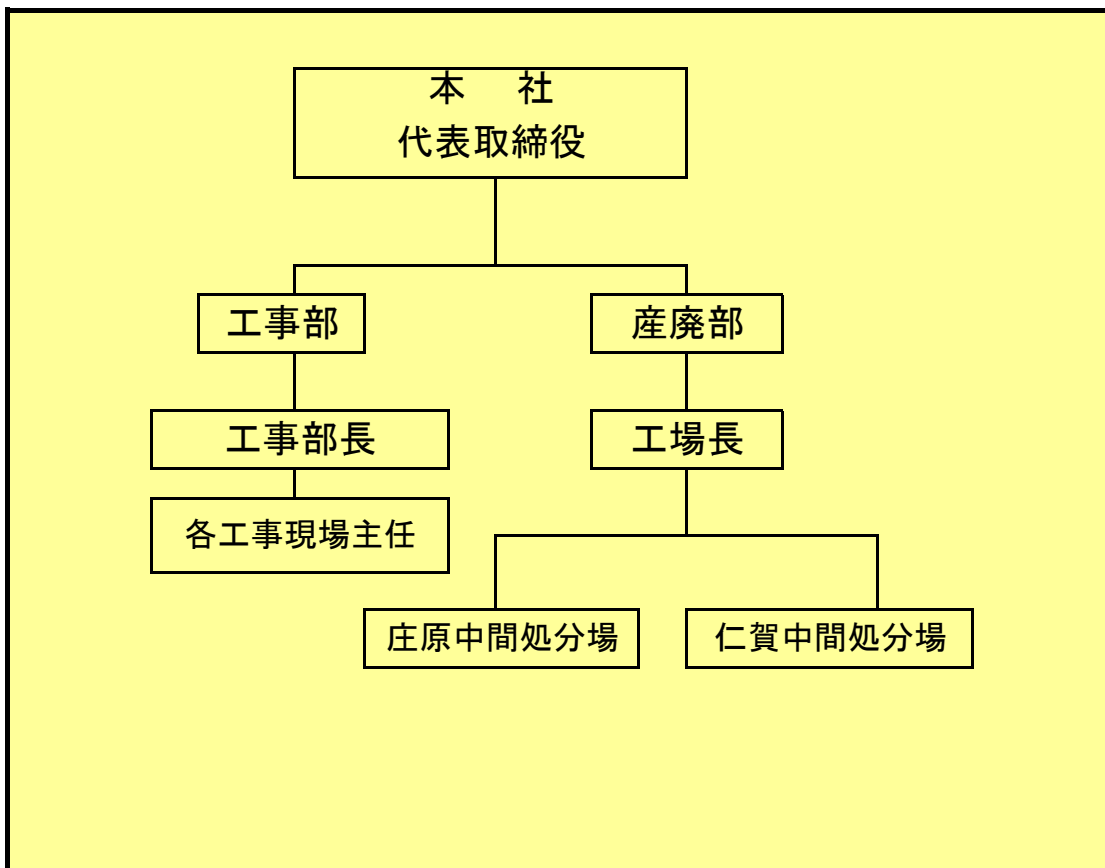 本　社
代表取締役
工事部
産廃部
工事部長
工場長
各工事現場主任
庄原中間処分場
仁賀中間処分場